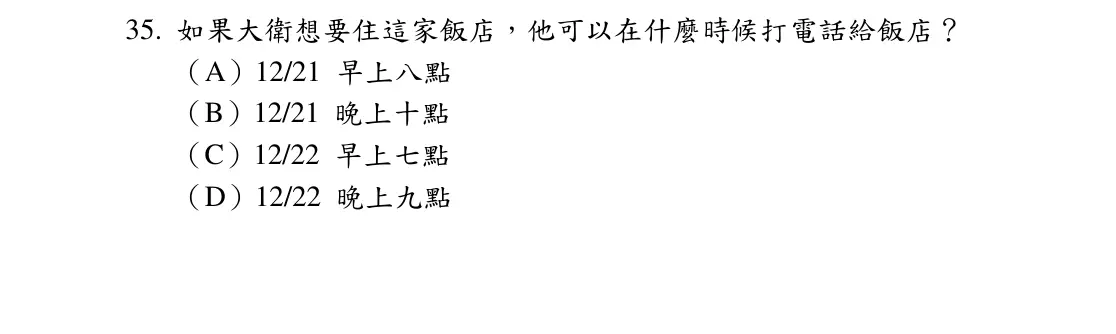 35. 如果大衛想要住這家飯店，他可以在什麼時候打電話給飯店？
（A）12/21 早上八點
（B）12/21 晚上十點
（C）12/22 早上七點
（D）12/22 晚上九點